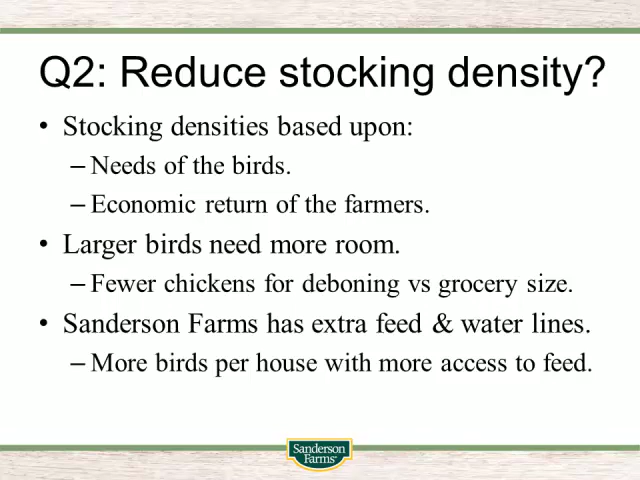 Q2: Reduce stocking density?
• Stocking densities based upon:
– Needs of the birds.
– Economic return of the farmers.
• Larger birds need more room.
– Fewer chickens for deboning vs grocery size.
• Sanderson Farms has extra feed & water lines.
– More birds per house with more access to feed.
Sanderson
Farms®